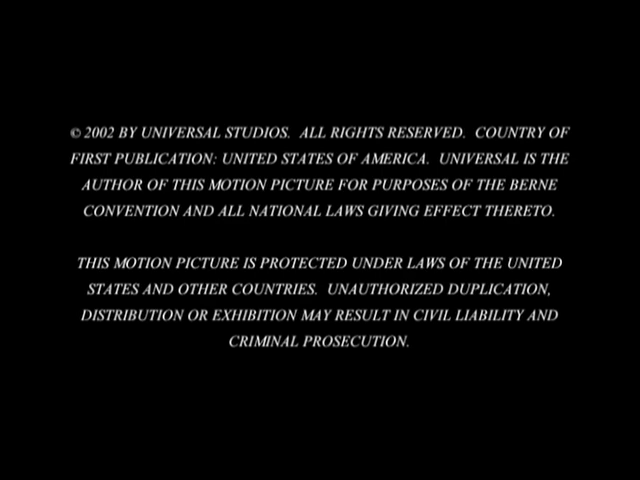 © 2002 BY UNIVERSAL STUDIOS.  ALL RIGHTS RESERVED.  COUNTRY OF
FIRST PUBLICATION: UNITED STATES OF AMERICA.  UNIVERSAL IS THE
AUTHOR OF THIS MOTION PICTURE FOR PURPOSES OF THE BERNE
CONVENTION AND ALL NATIONAL LAWS GIVING EFFECT THERETO.
THIS MOTION PICTURE IS PROTECTED UNDER LAWS OF THE UNITED
STATES AND OTHER COUNTRIES.  UNAUTHORIZED DUPLICATION,
DISTRIBUTION OR EXHIBITION MAY RESULT IN CIVIL LIABILITY AND
CRIMINAL PROSECUTION.